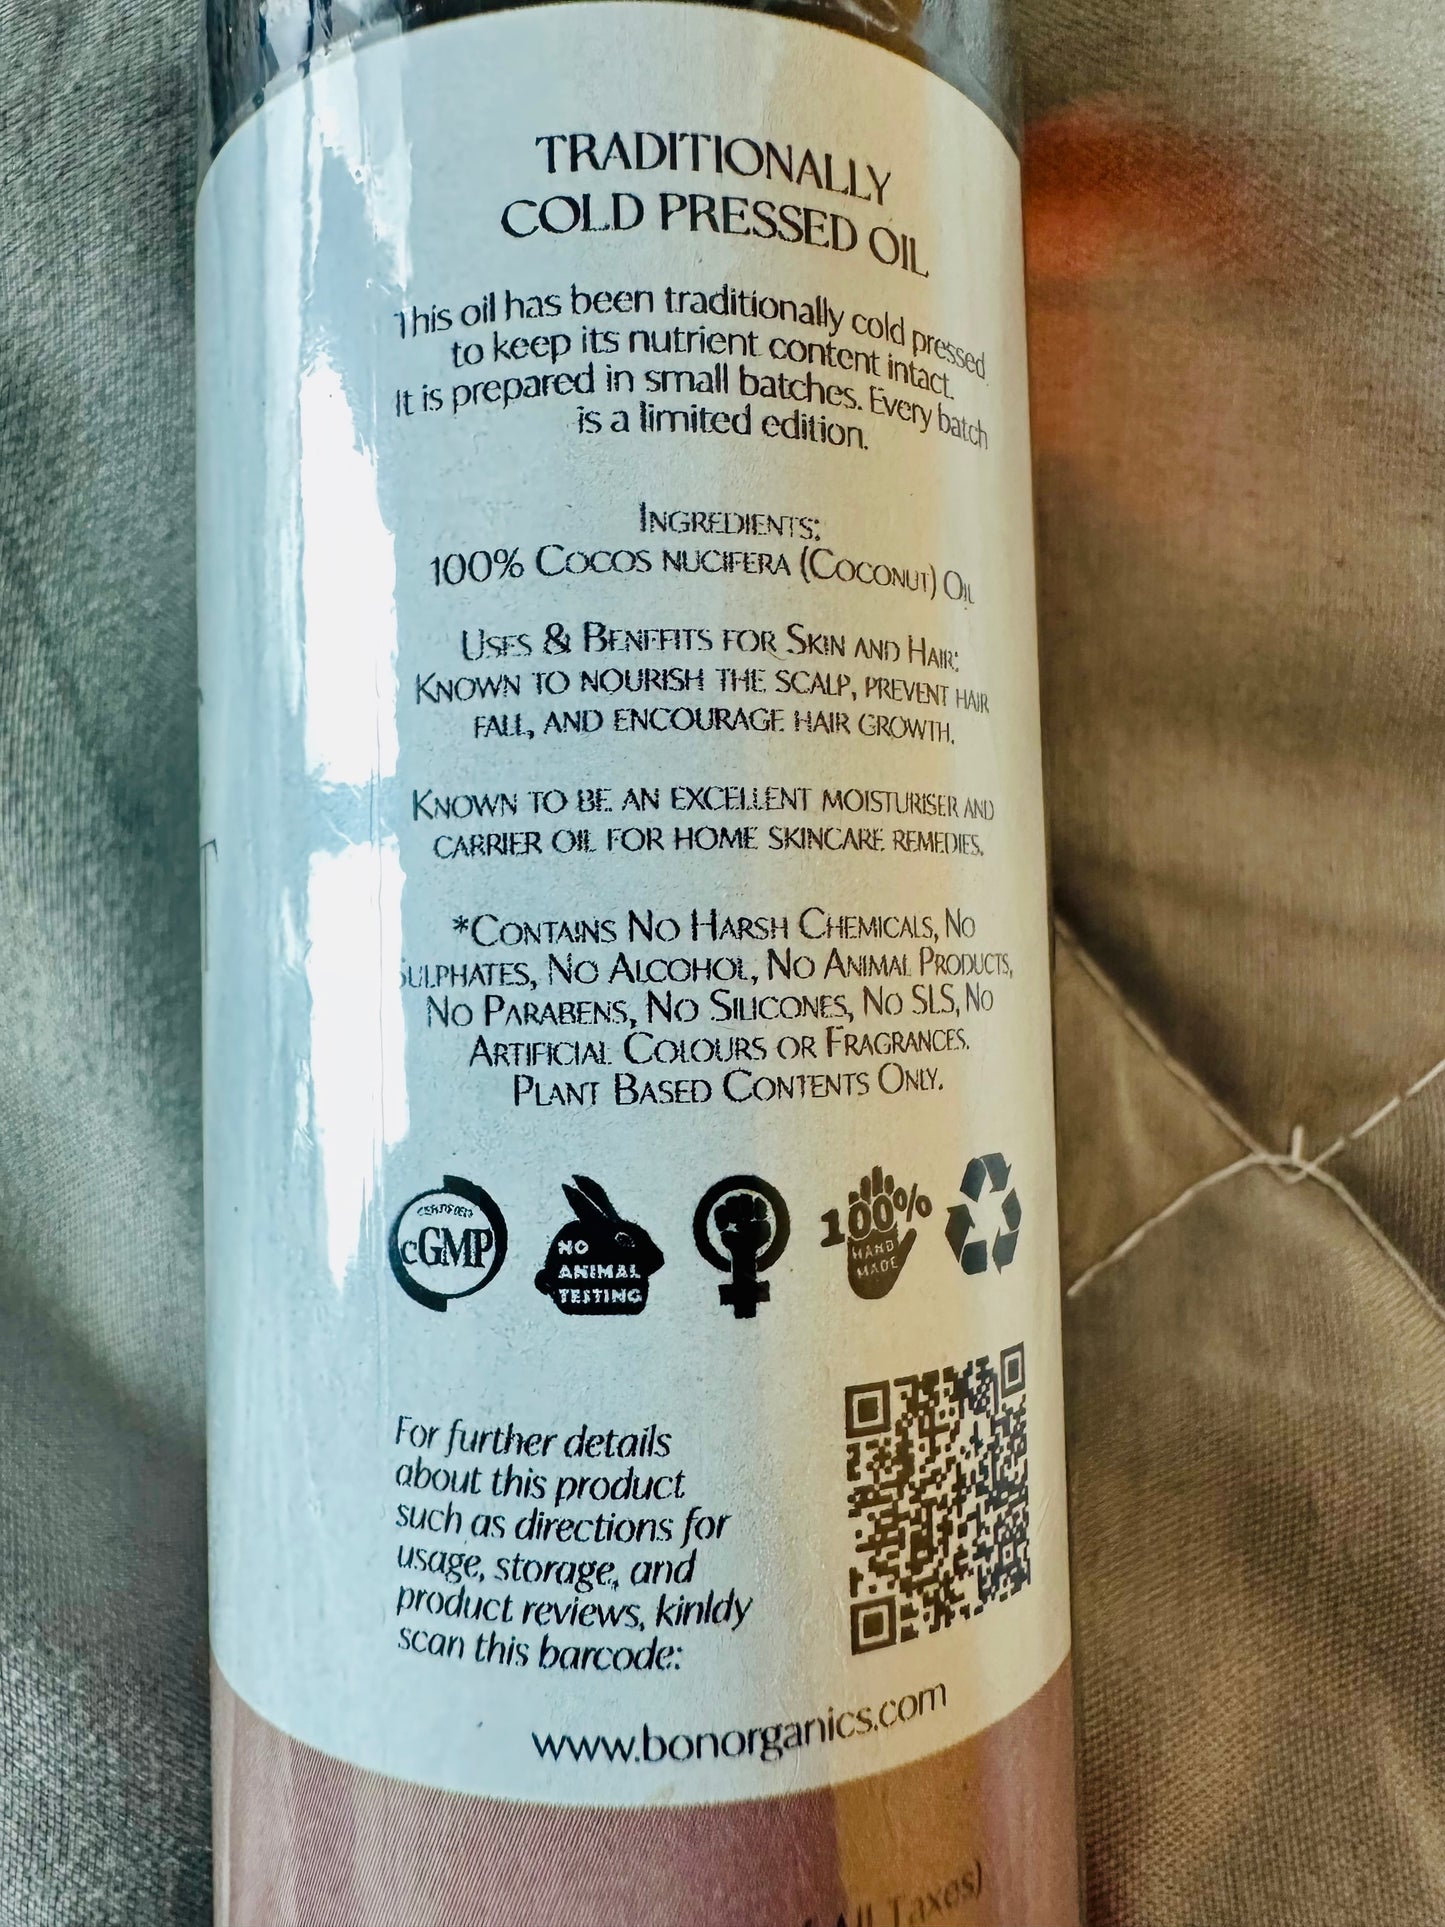 TRADITIONALLY
COLD PRESSED OIL
This oil has been traditionally cold pressed
to keep its nutrient content intact.
It is prepared in small batches. Every batch
is a limited edition.
INGREDIENTS:
100% COCOS NUCIFERA (COCONUT) OIL
USES & BENEFITS FOR SKIN AND HAIR:
KNOWN TO NOURISH THE SCALP, PREVENT HAIR
FALL, AND ENCOURAGE HAIR GROWTH.
KNOWN TO BE AN EXCELLENT MOISTURISER AND
CARRIER OIL FOR HOME SKINCARE REMEDIES.
*CONTAINS NO HARSH CHEMICALS, NO
SULPHATES, NO ALCOHOL, NO ANIMAL PRODUCTS,
NO PARABENS, NO SILICONES, NO SLS, NO
ARTIFICIAL COLOURS OR FRAGRANCES.
PLANT BASED CONTENTS ONLY.
CERTIFIED
cGMP
NO
ANIMAL
TESTING
100%
HAND
MADE
For further details
about this product
such as directions for
usage, storage, and
product reviews, kinldy
scan this barcode:
www.bonorganics.com
All Taxes)